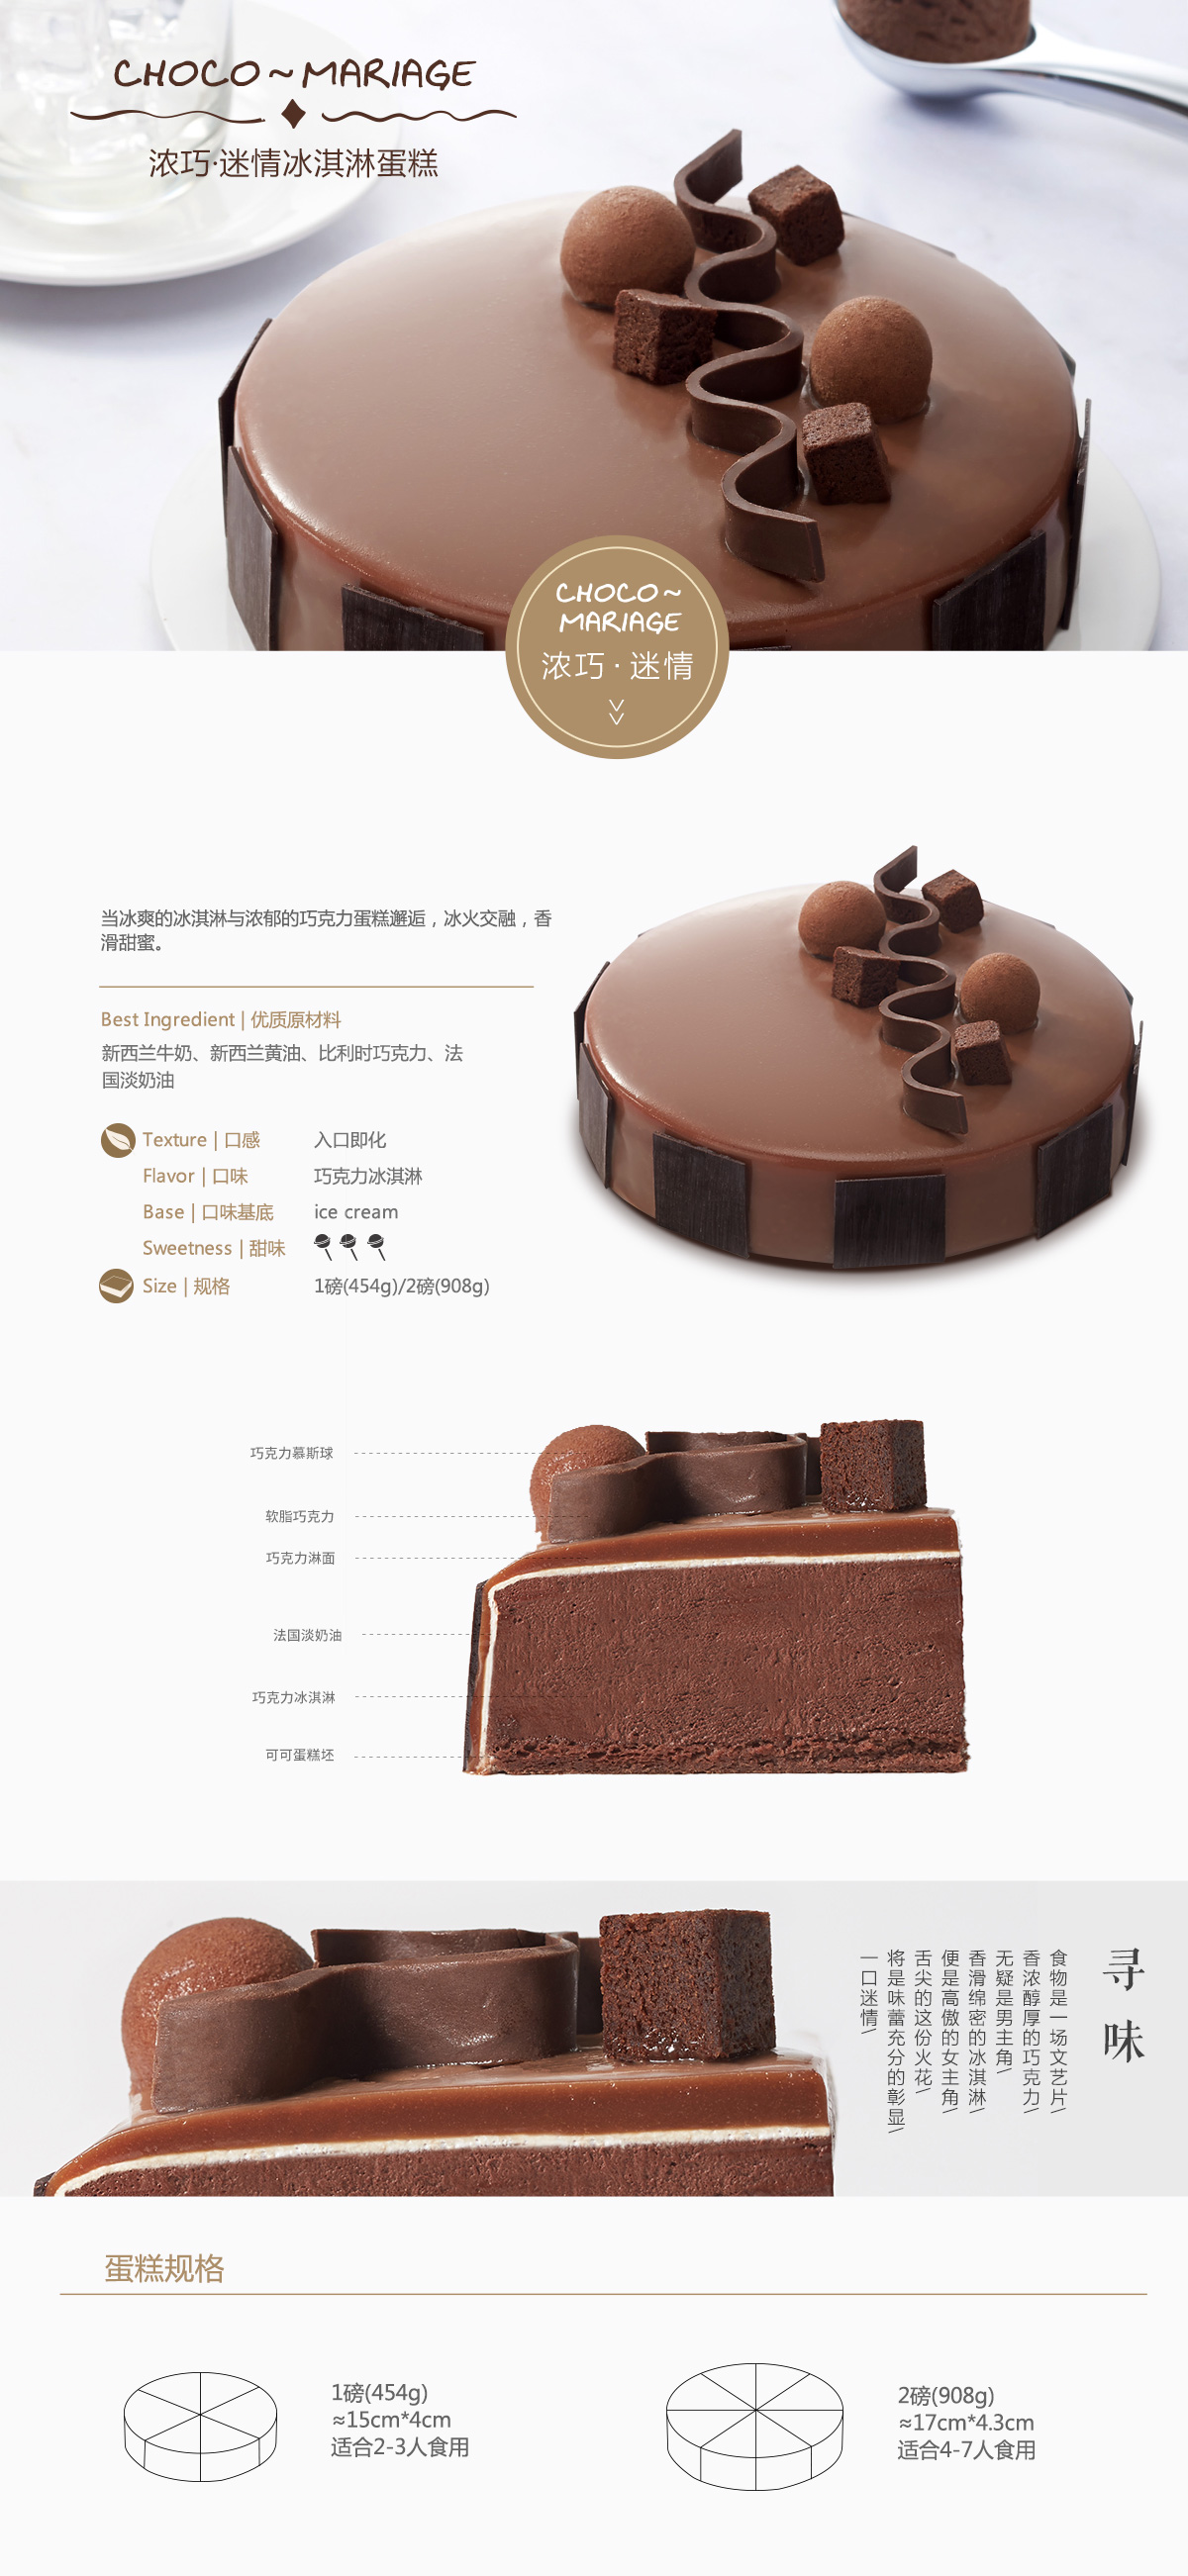 CHOCO~MARIAGE
浓巧·迷情冰淇淋蛋糕
CHOCO~
MARIAGE
浓巧·迷情
当冰爽的冰淇淋与浓郁的巧克力蛋糕邂逅，冰火交融，香
滑甜蜜。
Best Ingredient | 优质原材料
新西兰牛奶、新西兰黄油、比利时巧克力、法
国淡奶油
Texture | 口感 入口即化
Flavor | 口味 巧克力冰淇淋
Base | 口味基底 ice cream
Sweetness | 甜味
Size | 规格 1磅(454g)/2磅(908g)
巧克力慕斯球
软脂巧克力
巧克力淋面
法国淡奶油
巧克力冰淇淋
可可蛋糕坯
寻味
食物是一场文艺片/
香浓醇厚的巧克力/
无疑是男主角/
香滑绵密的冰淇淋/
便是高傲的女主角/
舌尖的这份火花/
将是味蕾充分的彰显/
一口迷情/
蛋糕规格
1磅(454g)
≈15cm*4cm
适合2-3人食用
2磅(908g)
≈17cm*4.3cm
适合4-7人食用